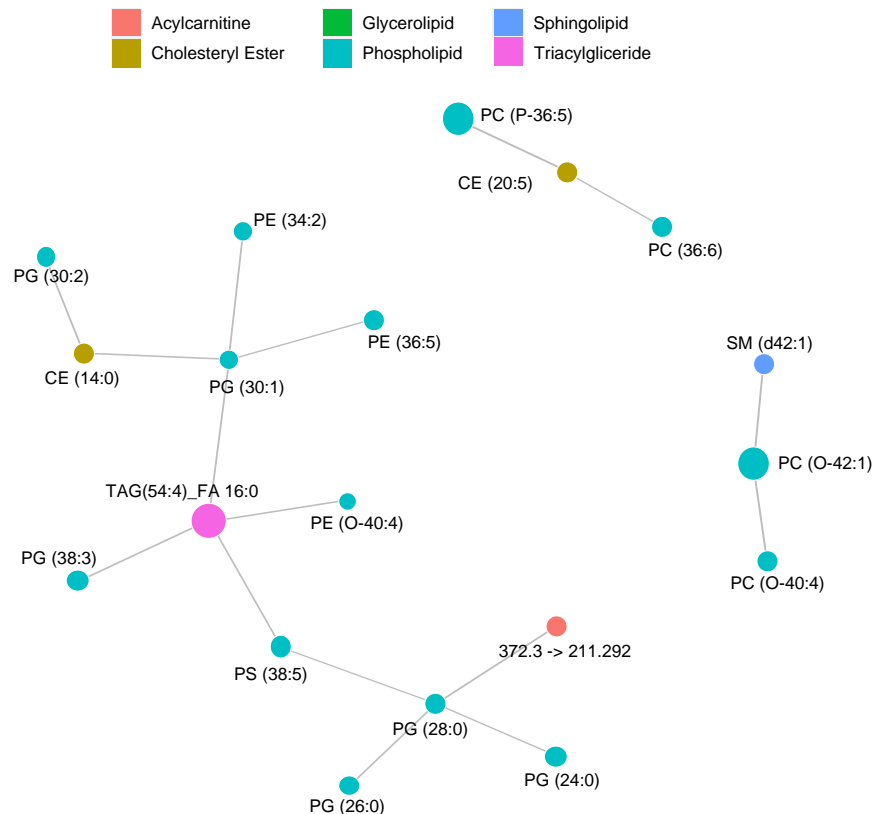 Acylcarnitine
Glycerolipid
Sphingolipid
Cholesteryl Ester
Phospholipid
Triacylgliceride
PC (P-36:5)
CE (20:5)
PE (34:2)
PC (36:6)
PG (30:2)
PE (36:5)
SM (d42:1)
CE (14:0)
PG (30:1)
PC (O-42:1)
TAG(54:4)_FA 16:0
PE (O-40:4)
PG (38:3)
PC (O-40:4)
372.3 -> 211.292
PS (38:5)
PG (28:0)
PG (24:0)
PG (26:0)